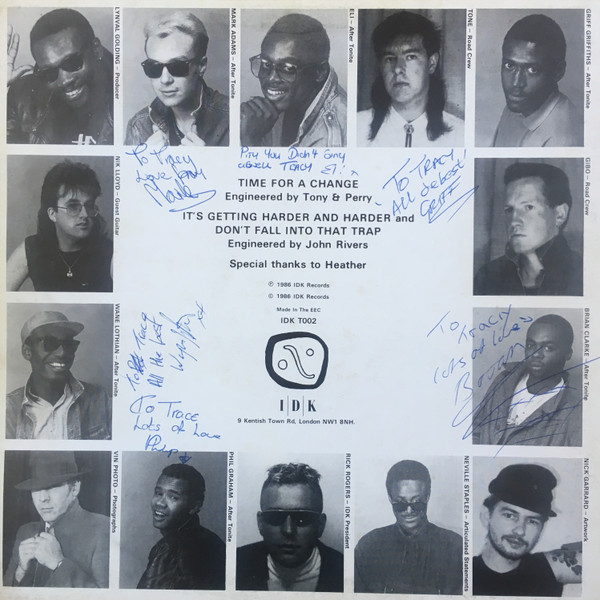 LYNVAL GOLDING – Producer
MARK ADAMS – After Tonite
ELI – After Tonite
TONE – Road Crew
GRIFF GRIFFITHS – After Tonite
To Tracy
Love
Pity You Didn't
TRACY
To TRACY
All de best!
GRIFF
NIK LLOYD – Guest Guitar
GIBO – Road Crew
TIME FOR A CHANGE
Engineered by Tony & Perry
IT'S GETTING HARDER AND HARDER and
DON'T FALL INTO THAT TRAP
Engineered by John Rivers
Special thanks to Heather
℗ 1986 IDK Records
© 1986 IDK Records
Made In The EEC
IDK T002
IDK
9 Kentish Town Rd, London NW1 8NH.
WANE LOTHIAN – After Tonite
BRIAN CLARKE – After Tonite
Tracy
All the best!
To Trace
Lots of Love
Philip
To
Tracy
lots of love
VIN PHOTO – Photographs
PHIL GRAHAM – After Tonite
RICK ROGERS – IDK President
NEVILLE STAPLES – Articulated Statements
NICK GARRARD – Artwork